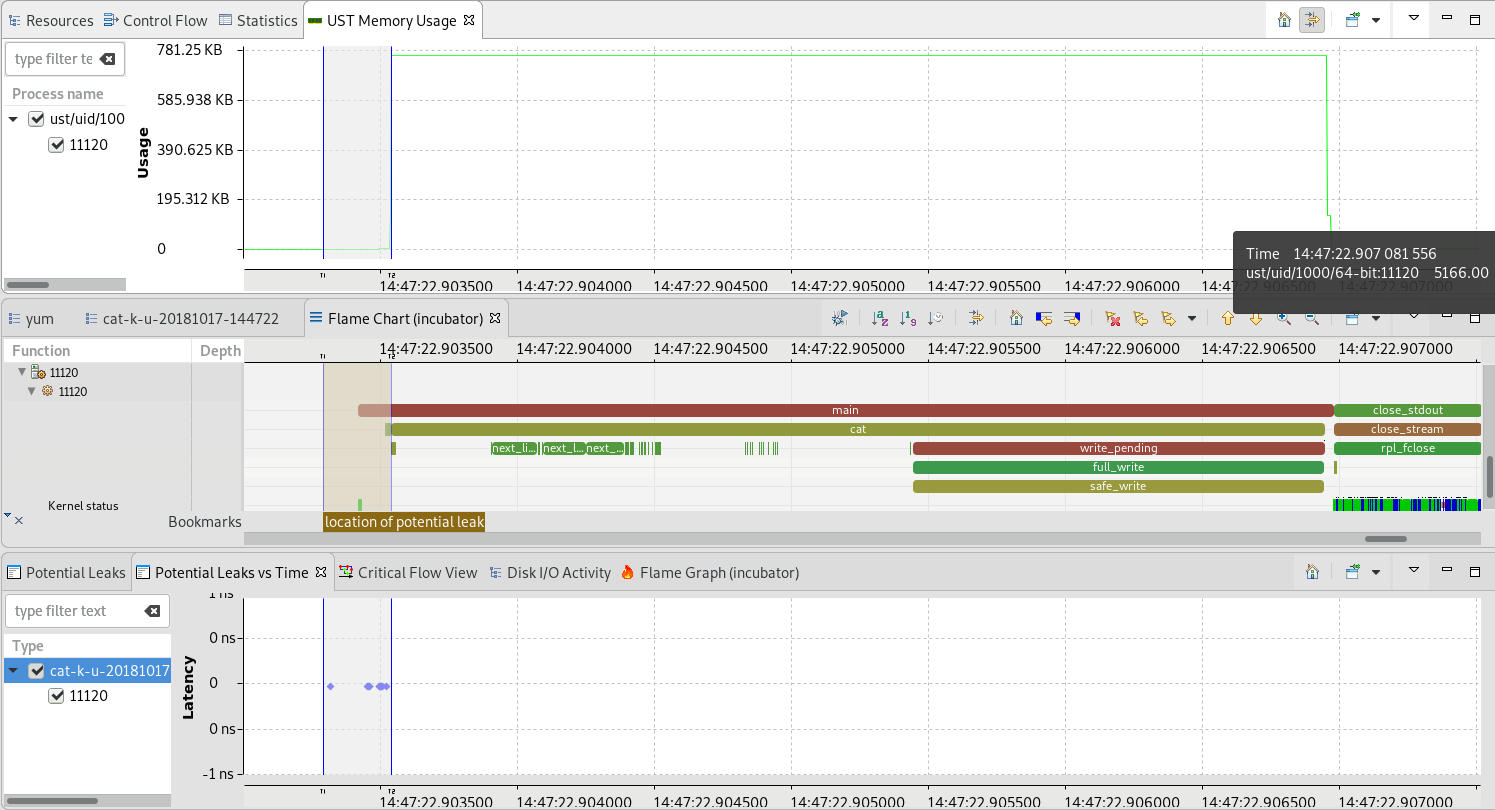 Resources Control Flow Statistics UST Memory Usage
type filter te
Process name
ust/uid/100
11120
Usage
781.25 KB
585.938 KB
390.625 KB
195.312 KB
0
T1 T2
14:47:22.903500 14:47:22.904000 14:47:22.904500 14:47:22.905000 14:47:22.905500 14:47:22.906000 14:47:22.906500 14:47:22.907000
Time 14:47:22.907 081 556
ust/uid/1000/64-bit:11120 5166.00
yum cat-k-u-20181017-144722 Flame Chart (incubator)
Function Depth
T1 T2
14:47:22.903500 14:47:22.904000 14:47:22.904500 14:47:22.905000 14:47:22.905500 14:47:22.906000 14:47:22.906500 14:47:22.907000
11120
11120
main close_stdout
cat close_stream
next_li... next_l... next_... write_pending rpl_fclose
full_write
safe_write
Kernel status
Bookmarks location of potential leak
Potential Leaks Potential Leaks vs Time Critical Flow View Disk I/O Activity Flame Graph (incubator)
type filter text
Type
cat-k-u-20181017
11120
Latency
1 ns
0 ns
0
0 ns
-1 ns
T1 T2
14:47:22.903500 14:47:22.904000 14:47:22.904500 14:47:22.905000 14:47:22.905500 14:47:22.906000 14:47:22.906500 14:47:22.907000